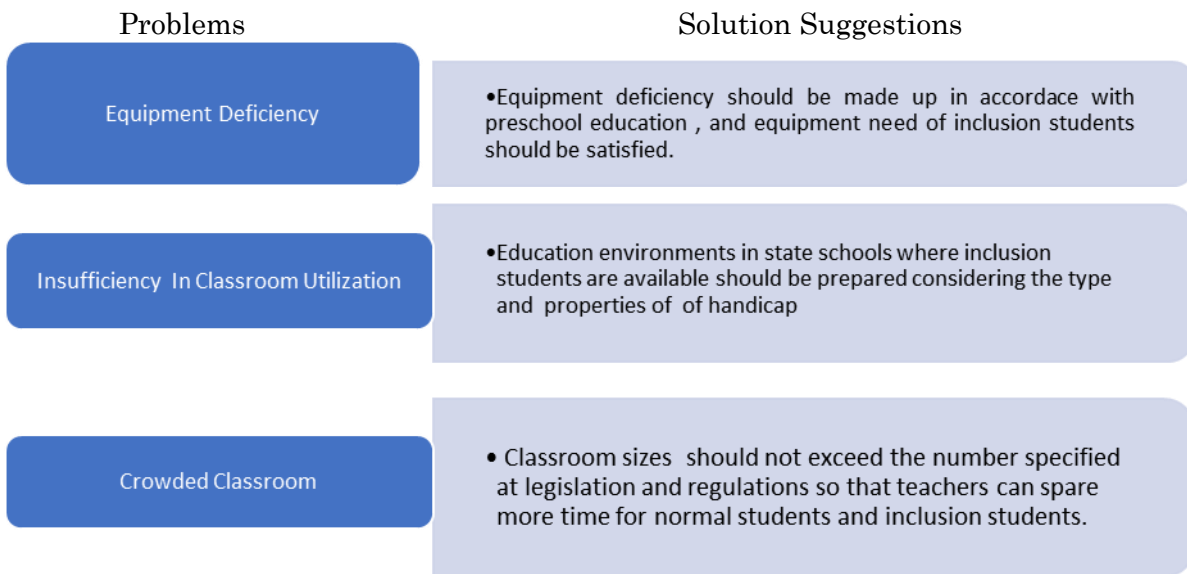 Problems
Solution Suggestions
Equipment Deficiency
•Equipment deficiency should be made up in accordace with
preschool education , and equipment need of inclusion students
should be satisfied.
Insufficiency In Classroom Utilization
•Education environments in state schools where inclusion
students are available should be prepared considering the type
and properties of of handicap
Crowded Classroom
• Classroom sizes should not exceed the number specified
at legislation and regulations so that teachers can spare
more time for normal students and inclusion students.